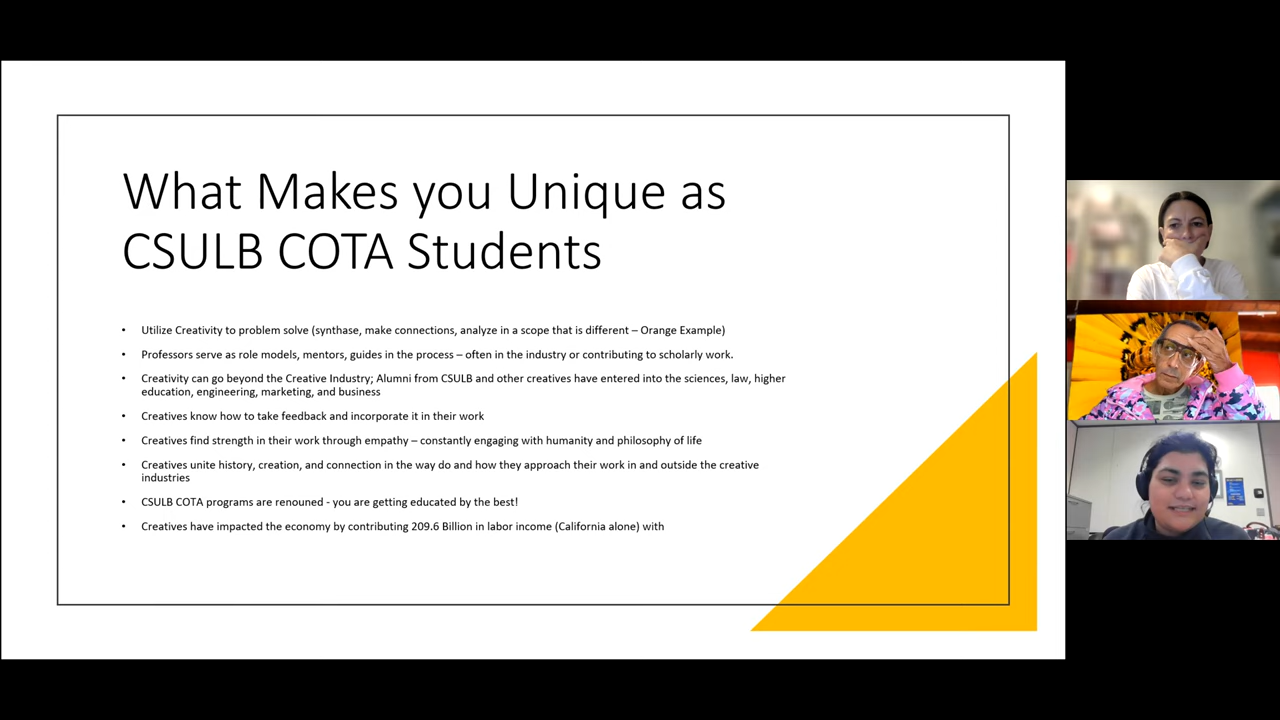 What Makes you Unique as
CSULB COTA Students
• Utilize Creativity to problem solve (synthase, make connections, analyze in a scope that is different – Orange Example)
• Professors serve as role models, mentors, guides in the process – often in the industry or contributing to scholarly work.
• Creativity can go beyond the Creative Industry; Alumni from CSULB and other creatives have entered into the sciences, law, higher
education, engineering, marketing, and business
• Creatives know how to take feedback and incorporate it in their work
• Creatives find strength in their work through empathy – constantly engaging with humanity and philosophy of life
• Creatives unite history, creation, and connection in the way do and how they approach their work in and outside the creative
industries
• CSULB COTA programs are renouned - you are getting educated by the best!
• Creatives have impacted the economy by contributing 209.6 Billion in labor income (California alone) with